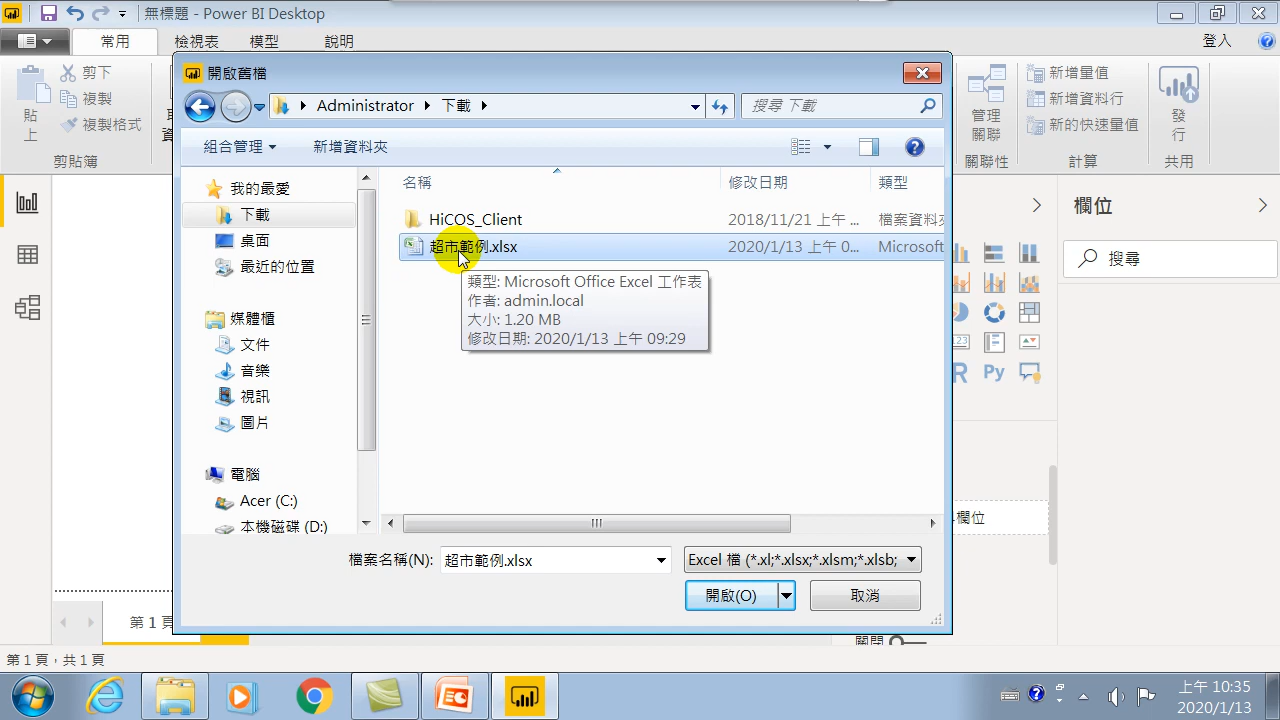 無標題 - Power BI Desktop
常用 檢視表 模型 說明 登入
貼上 剪下 複製 複製格式 剪貼簿
管理關聯 關聯性
新增量值 新增資料行 新的快速量值 計算
發行 共用
開啟舊檔
Administrator 下載
搜尋 下載
組合管理 新增資料夾
我的最愛
下載
桌面
最近的位置
媒體櫃
文件
音樂
視訊
圖片
電腦
Acer (C:)
本機磁碟 (D:)
名稱 修改日期 類型
HiCOS_Client 2018/11/21 上午 ... 檔案資料
超市範例.xlsx 2020/1/13 上午 0... Microsoft
類型: Microsoft Office Excel 工作表
作者: admin.local
大小: 1.20 MB
修改日期: 2020/1/13 上午 09:29
檔案名稱(N): 超市範例.xlsx Excel 檔 (*.xl;*.xlsx;*.xlsm;*.xlsb;
開啟(O) 取消
欄位
搜尋
123
R Py
欄位
關閉
第 1
第 1 頁，共 1 頁
上午 10:35
2020/1/13